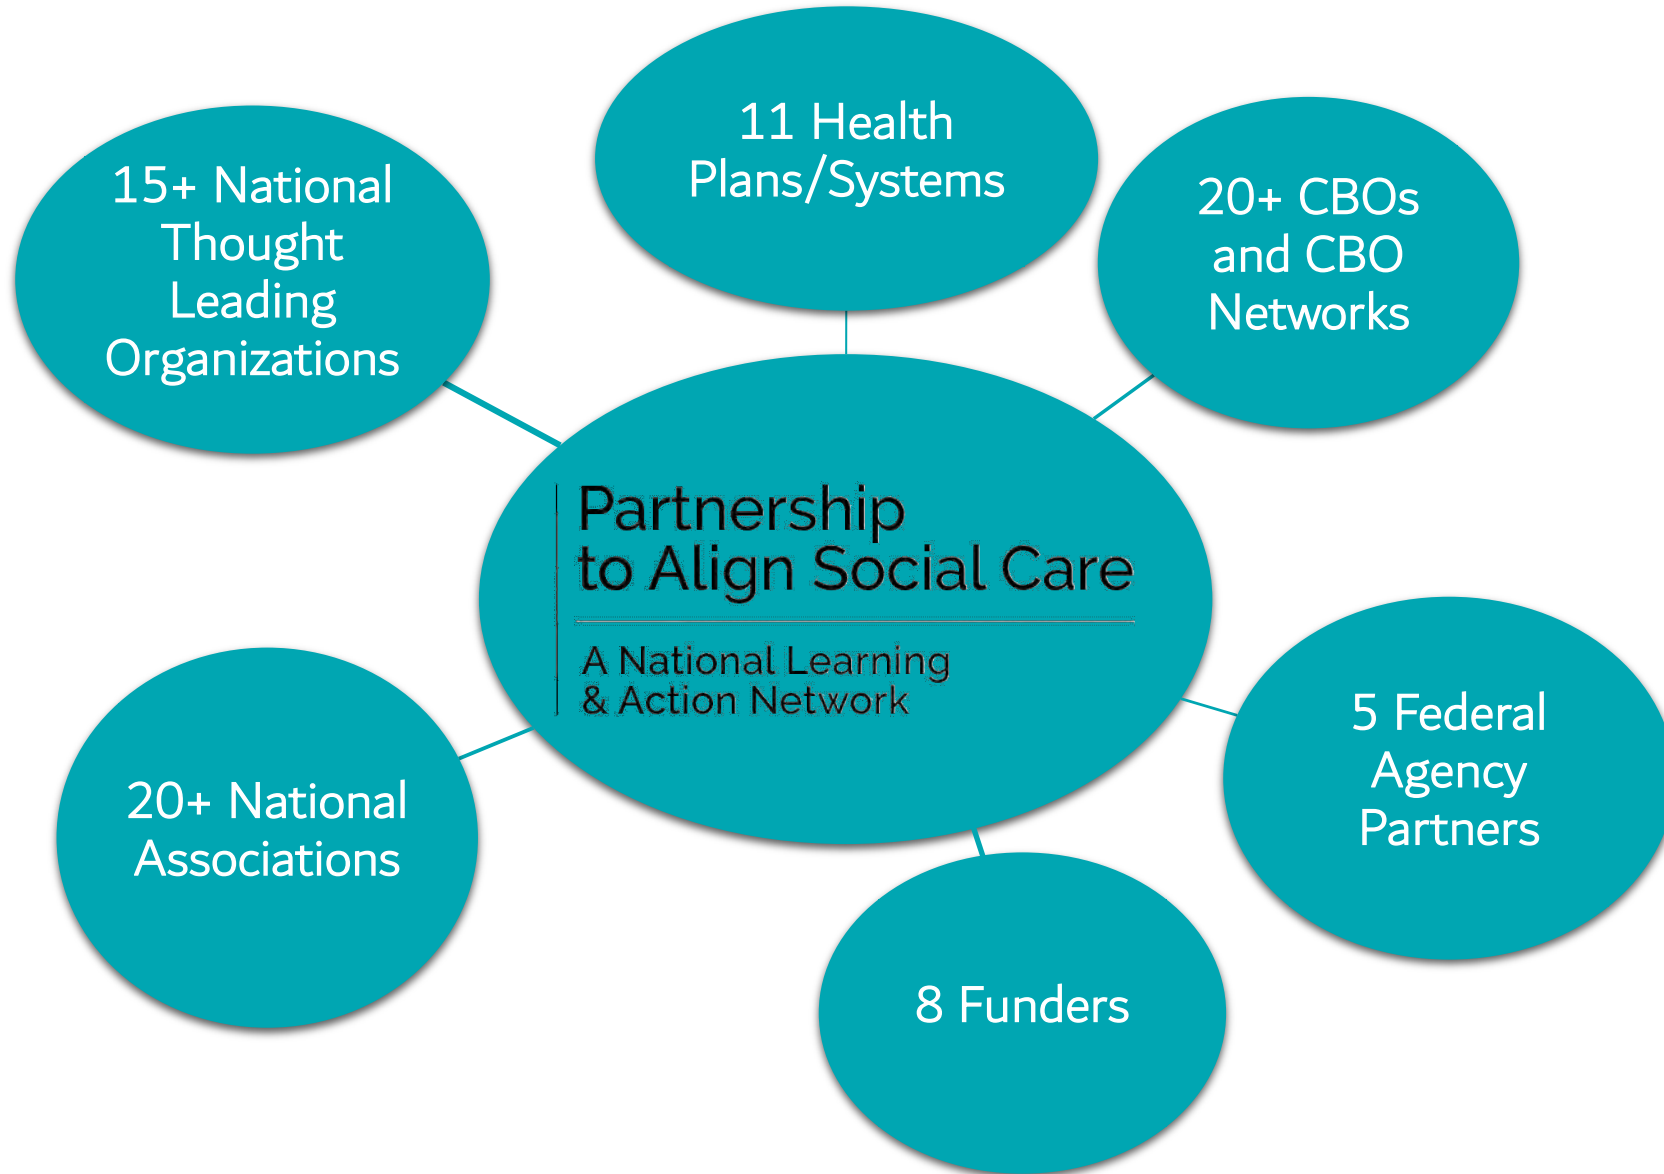 11 Health
Plans/Systems
15+ National
Thought
Leading
Organizations
20+ CBOs
and CBO
Networks
Partnership
to Align Social Care
A National Learning
& Action Network
5 Federal
Agency
Partners
20+ National
Associations
8 Funders